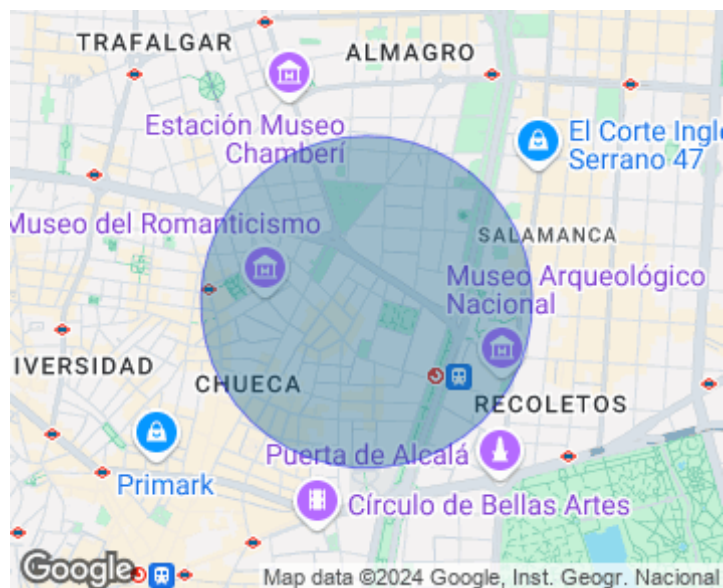 TRAFALGAR
ALMAGRO
Estación Museo
Chamberí
El Corte Ingl
Serrano 47
Museo del Romanticismo
SALAMANCA
Museo Arqueológico
Nacional
IVERSIDAD
CHUECA
RECOLETOS
Puerta de Alcalá
Primark
Círculo de Bellas Artes
Google
Map data ©2024 Google, Inst. Geogr. Nacional